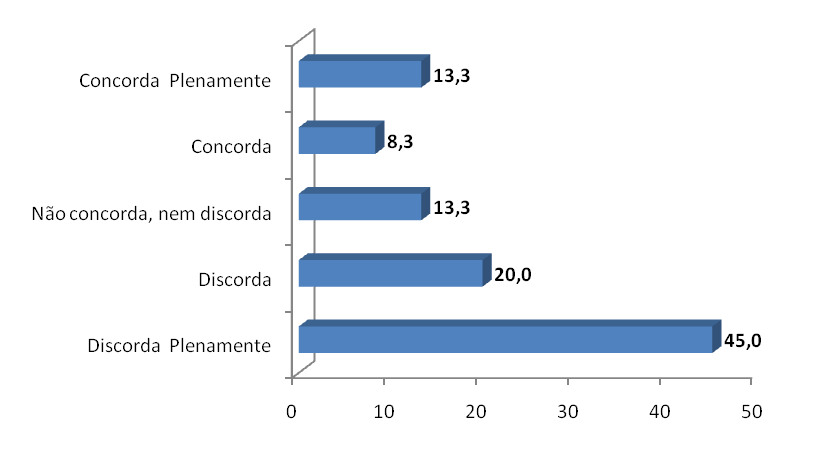 Concorda Plenamente 13,3
Concorda 8,3
Não concorda, nem discorda 13,3
Discorda 20,0
Discorda Plenamente 45,0
0 10 20 30 40 50